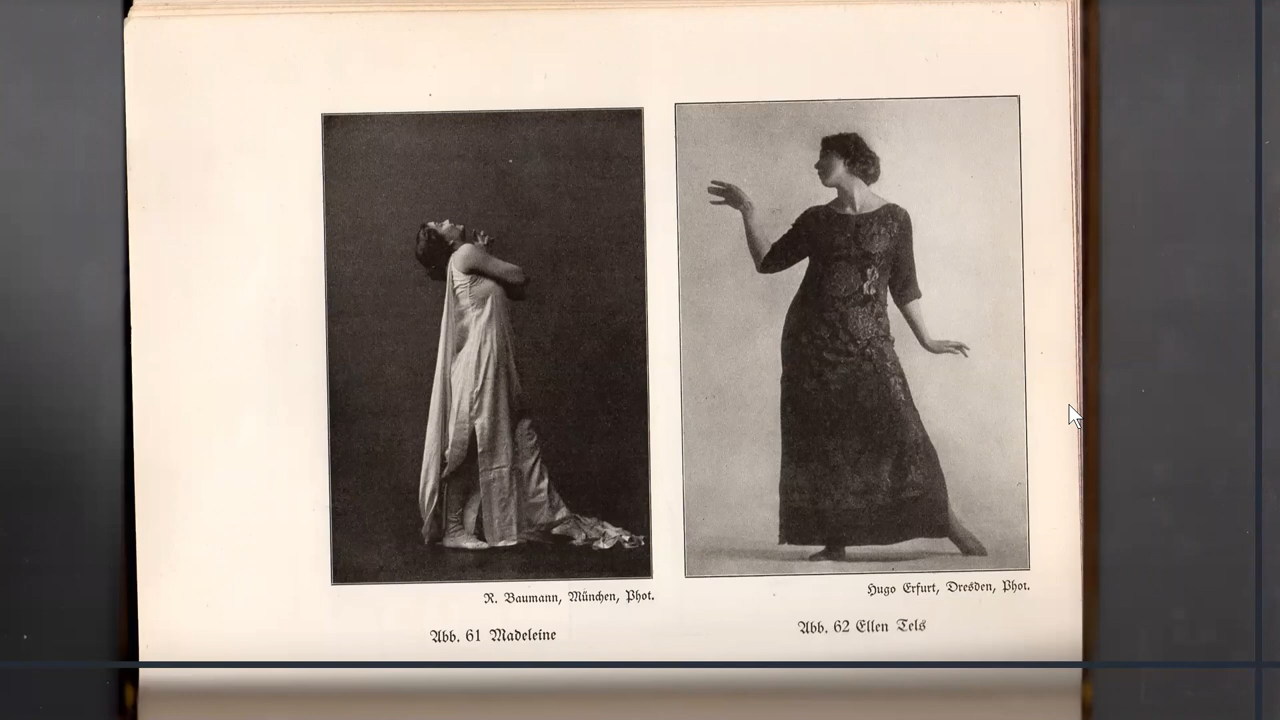 R. Baumann, München, Phot.
Abb. 61 Madeleine
Hugo Erfurt, Dresden, Phot.
Abb. 62 Ellen Tels